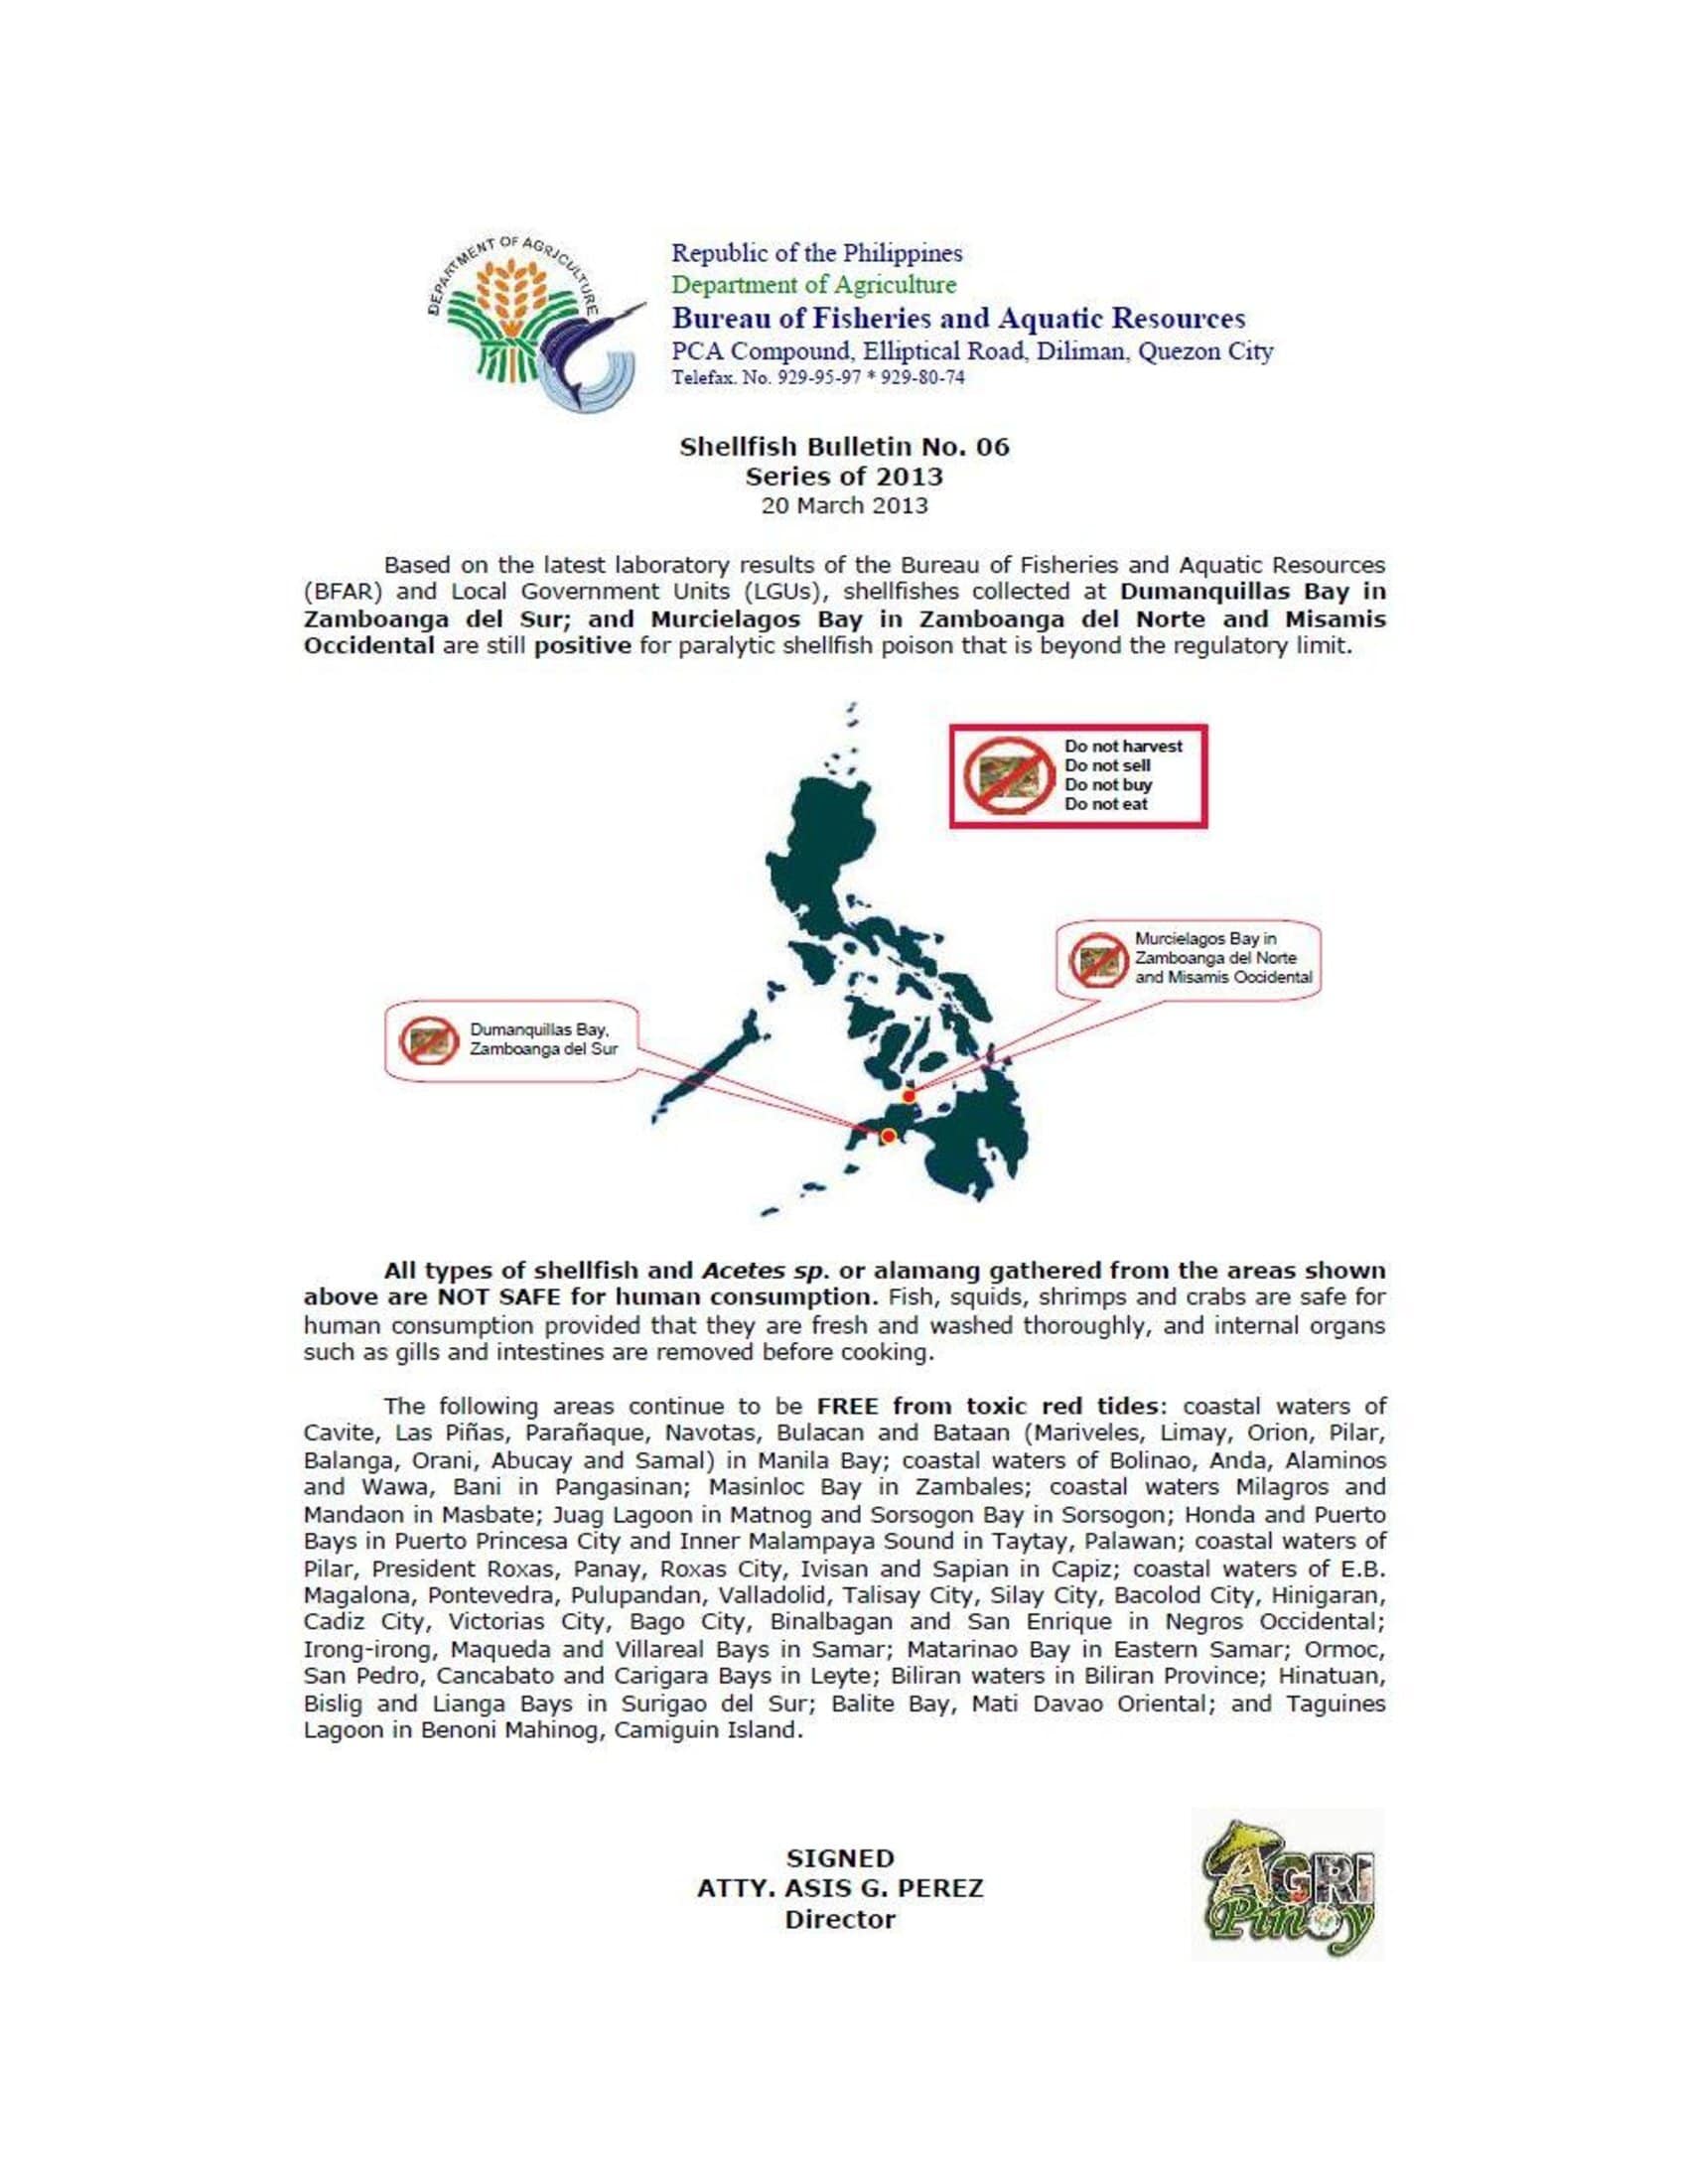 DEPARTMENT OF AGRICULTURE
Republic of the Philippines
Department of Agriculture
Bureau of Fisheries and Aquatic Resources
PCA Compound, Elliptical Road, Diliman, Quezon City
Telefax. No. 929-95-97 * 929-80-74
Shellfish Bulletin No. 06
Series of 2013
20 March 2013
Based on the latest laboratory results of the Bureau of Fisheries and Aquatic Resources
(BFAR) and Local Government Units (LGUs), shellfishes collected at Dumanquillas Bay in
Zamboanga del Sur; and Murcielagos Bay in Zamboanga del Norte and Misamis
Occidental are still positive for paralytic shellfish poison that is beyond the regulatory limit.
Do not harvest
Do not sell
Do not buy
Do not eat
Murcielagos Bay in
Zamboanga del Norte
and Misamis Occidental
Dumanquillas Bay,
Zamboanga del Sur
All types of shellfish and Acetes sp. or alamang gathered from the areas shown
above are NOT SAFE for human consumption. Fish, squids, shrimps and crabs are safe for
human consumption provided that they are fresh and washed thoroughly, and internal organs
such as gills and intestines are removed before cooking.
The following areas continue to be FREE from toxic red tides: coastal waters of
Cavite, Las Piñas, Parañaque, Navotas, Bulacan and Bataan (Mariveles, Limay, Orion, Pilar,
Balanga, Orani, Abucay and Samal) in Manila Bay; coastal waters of Bolinao, Anda, Alaminos
and Wawa, Bani in Pangasinan; Masinloc Bay in Zambales; coastal waters Milagros and
Mandaon in Masbate; Juag Lagoon in Matnog and Sorsogon Bay in Sorsogon; Honda and Puerto
Bays in Puerto Princesa City and Inner Malampaya Sound in Taytay, Palawan; coastal waters of
Pilar, President Roxas, Panay, Roxas City, Ivisan and Sapian in Capiz; coastal waters of E.B.
Magalona, Pontevedra, Pulupandan, Valladolid, Talisay City, Silay City, Bacolod City, Hinigaran,
Cadiz City, Victorias City, Bago City, Binalbagan and San Enrique in Negros Occidental;
Irong-irong, Maqueda and Villareal Bays in Samar; Matarinao Bay in Eastern Samar; Ormoc,
San Pedro, Cancabato and Carigara Bays in Leyte; Biliran waters in Biliran Province; Hinatuan,
Bislig and Lianga Bays in Surigao del Sur; Balite Bay, Mati Davao Oriental; and Taguines
Lagoon in Benoni Mahinog, Camiguin Island.
SIGNED
ATTY. ASIS G. PEREZ
Director
AGRI
Pinoy